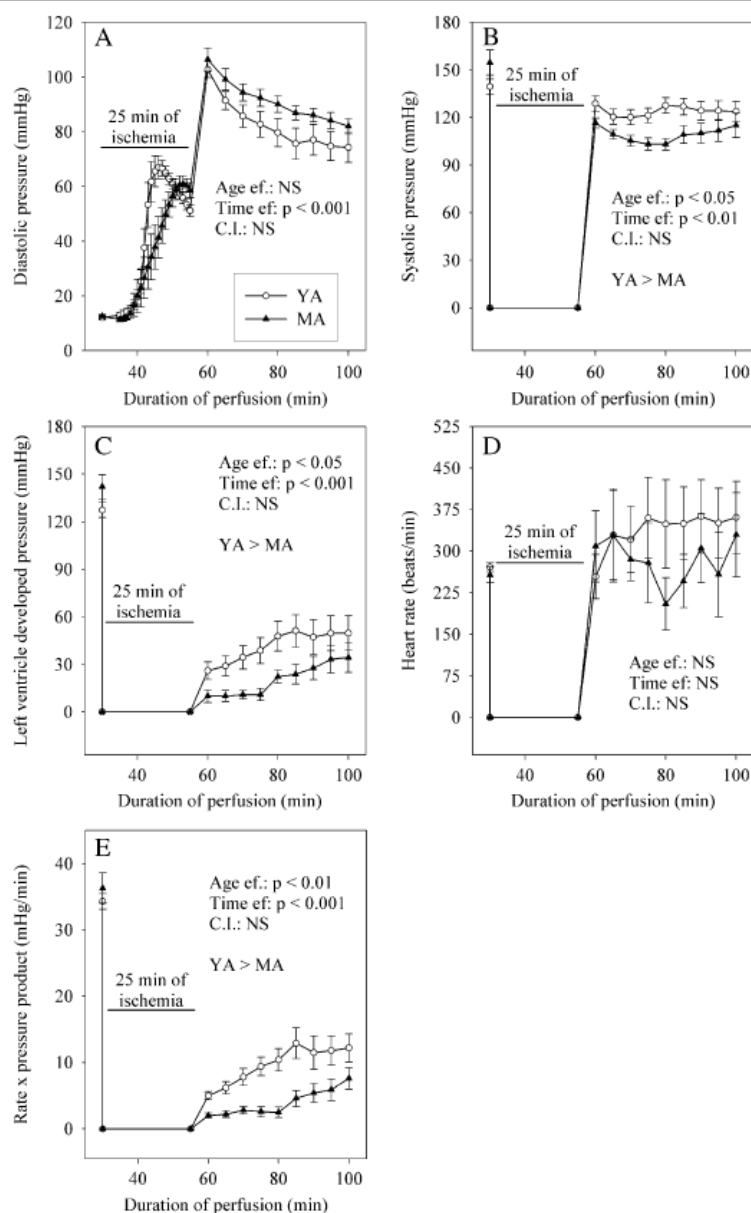 A
Diastolic pressure (mmHg)
120
100
80
60
40
20
0
25 min of
ischemia
Age ef.: NS
Time ef: p < 0.001
C.I.: NS
YA
MA
40
60
80
100
Duration of perfusion (min)
B
Systolic pressure (mmHg)
180
150
120
90
60
30
0
25 min of
ischemia
Age ef.: p < 0.05
Time ef: p < 0.01
C.I.: NS
YA > MA
40
60
80
100
Duration of perfusion (min)
C
Left ventricle developed pressure (mmHg)
180
150
120
90
60
30
0
Age ef.: p < 0.05
Time ef: p < 0.001
C.I.: NS
YA > MA
25 min of
ischemia
40
60
80
100
Duration of perfusion (min)
D
Heart rate (beats/min)
525
450
375
300
225
150
75
0
25 min of
ischemia
Age ef.: NS
Time ef: NS
C.I.: NS
40
60
80
100
Duration of perfusion (min)
E
Rate x pressure product (mHg/min)
40
30
20
10
0
Age ef.: p < 0.01
Time ef: p < 0.001
C.I.: NS
YA > MA
25 min of
ischemia
40
60
80
100
Duration of perfusion (min)